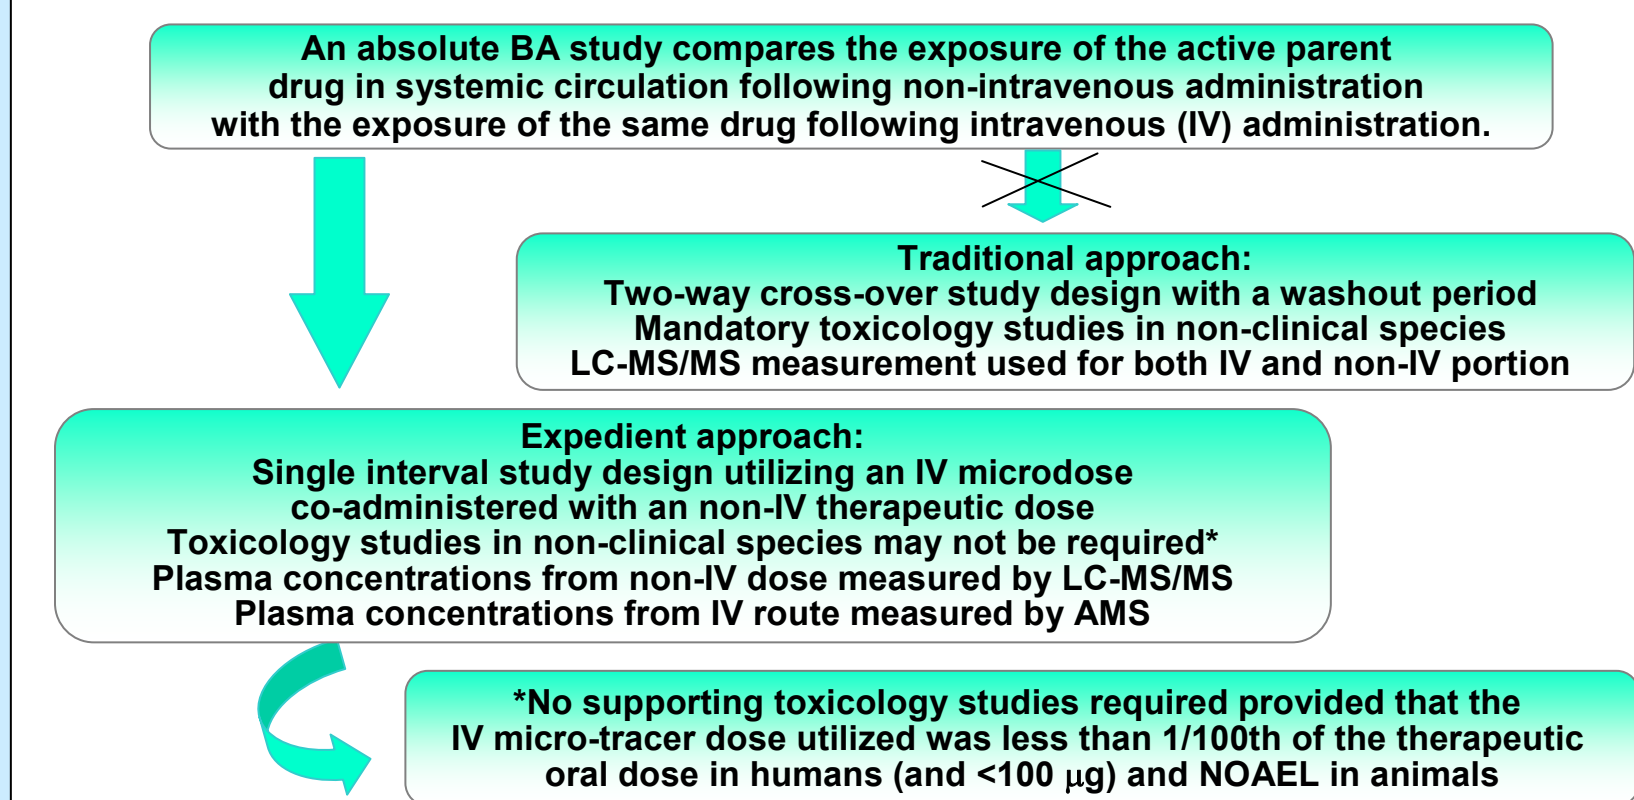 An absolute BA study compares the exposure of the active parent
drug in systemic circulation following non-intravenous administration
with the exposure of the same drug following intravenous (IV) administration.
Traditional approach:
Two-way cross-over study design with a washout period
Mandatory toxicology studies in non-clinical species
LC-MS/MS measurement used for both IV and non-IV portion
Expedient approach:
Single interval study design utilizing an IV microdose
co-administered with an non-IV therapeutic dose
Toxicology studies in non-clinical species may not be required*
Plasma concentrations from non-IV dose measured by LC-MS/MS
Plasma concentrations from IV route measured by AMS
*No supporting toxicology studies required provided that the
IV micro-tracer dose utilized was less than 1/100th of the therapeutic
oral dose in humans (and <100 μg) and NOAEL in animals